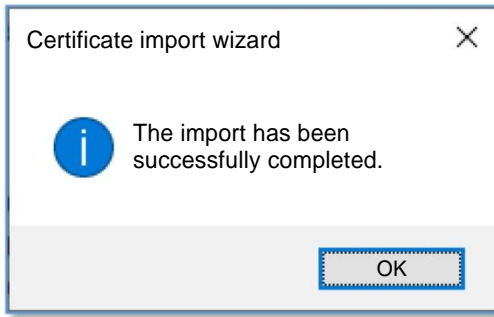 Certificate import wizard
The import has been
successfully completed.
OK